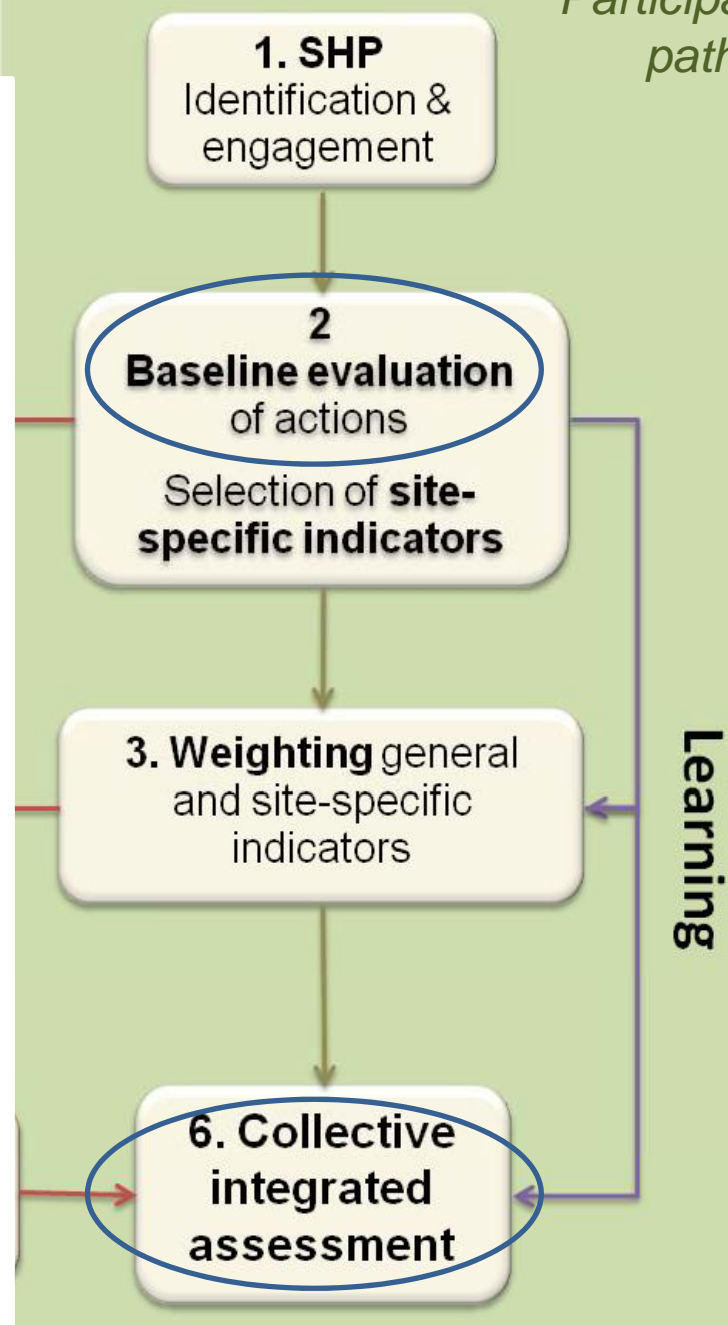 1. SHP
Identification &
engagement
2
Baseline evaluation
of actions
Selection of site-
specific indicators
3. Weighting general
and site-specific
indicators
Learning
6. Collective
integrated
assessment